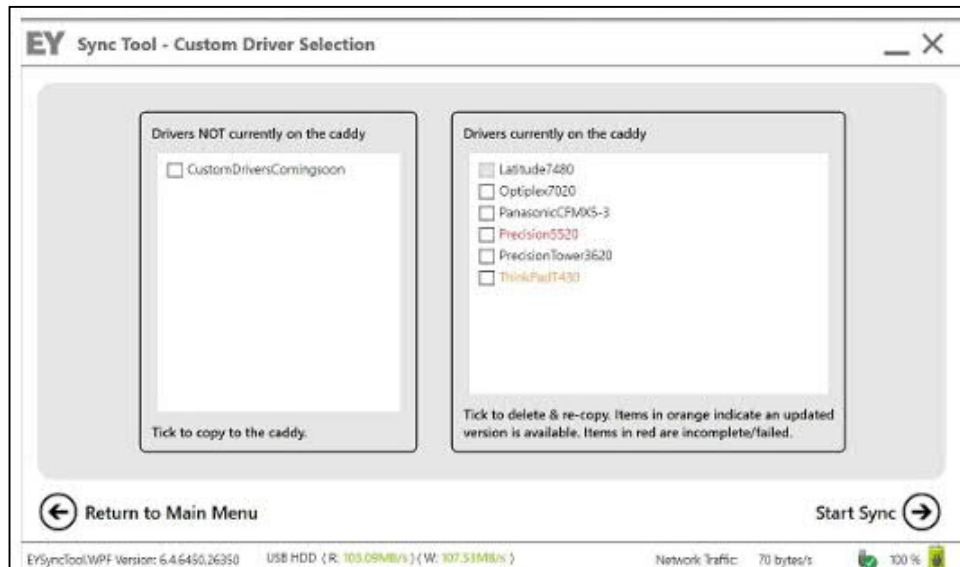 EY Sync Tool - Custom Driver Selection
Drivers NOT currently on the caddy
CustomDriversComingsoon
Tick to copy to the caddy.
Drivers currently on the caddy
Latitude7480
Optiplex7020
PanasonicCFMX5-3
Precision5520
PrecisionTower3620
ThinkPadT430
Tick to delete & re-copy. Items in orange indicate an updated
version is available. Items in red are incomplete/failed.
Return to Main Menu
Start Sync
EYSyncTool.WPF Version: 6.4.6450.26350 USB HDD ( R: 103.09MB/s ) ( W: 107.53MB/s ) Network Traffic: 70 bytes/s 100 %